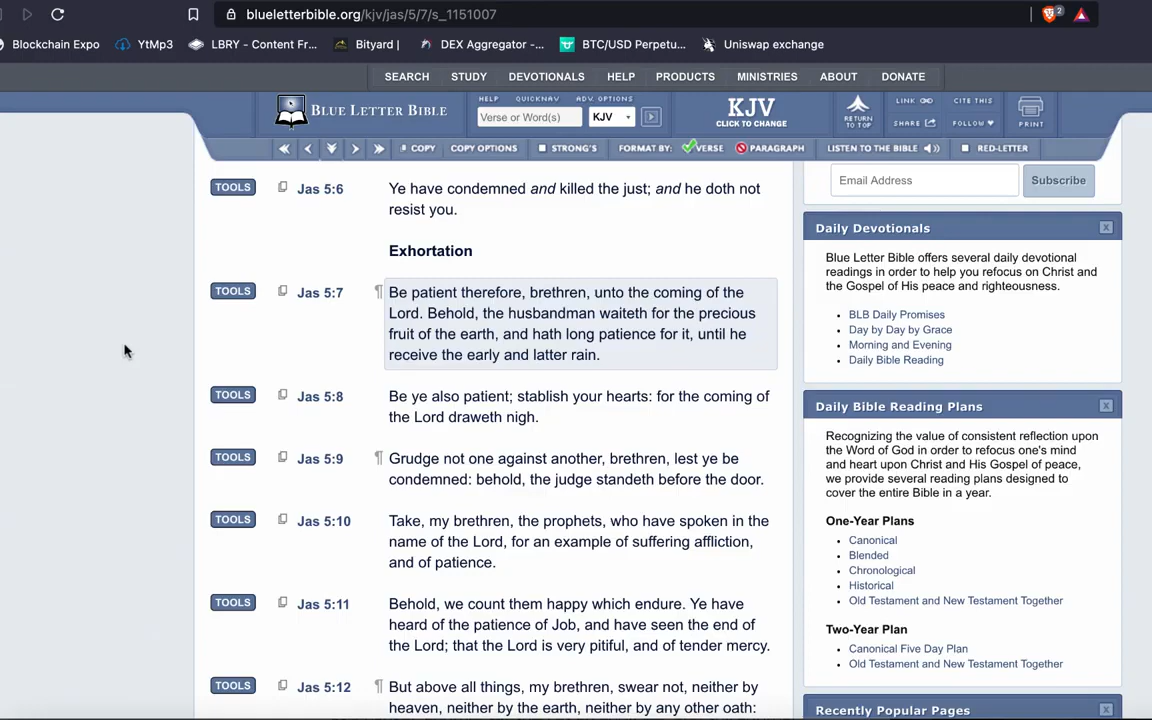 blueletterbible.org/kjv/jas/5/7/s_1151007
2
Blockchain Expo YtMp3 LBRY - Content Fr... Bityard | DEX Aggregator -... BTC/USD Perpetu... Uniswap exchange
SEARCH STUDY DEVOTIONALS HELP PRODUCTS MINISTRIES ABOUT DONATE
BLUE LETTER BIBLE
HELP QUICKNAV ADV. OPTIONS
Verse or Word(s) KJV
KJV
CLICK TO CHANGE
RETURN
TO TOP
LINK CITE THIS
SHARE FOLLOW
PRINT
COPY COPY OPTIONS STRONG'S FORMAT BY: VERSE PARAGRAPH LISTEN TO THE BIBLE RED-LETTER
TOOLS Jas 5:6 Ye have condemned and killed the just; and he doth not
resist you.
Exhortation
TOOLS Jas 5:7 ¶ Be patient therefore, brethren, unto the coming of the
Lord. Behold, the husbandman waiteth for the precious
fruit of the earth, and hath long patience for it, until he
receive the early and latter rain.
TOOLS Jas 5:8 Be ye also patient; stablish your hearts: for the coming of
the Lord draweth nigh.
TOOLS Jas 5:9 ¶ Grudge not one against another, brethren, lest ye be
condemned: behold, the judge standeth before the door.
TOOLS Jas 5:10 Take, my brethren, the prophets, who have spoken in the
name of the Lord, for an example of suffering affliction,
and of patience.
TOOLS Jas 5:11 Behold, we count them happy which endure. Ye have
heard of the patience of Job, and have seen the end of
the Lord; that the Lord is very pitiful, and of tender mercy.
TOOLS Jas 5:12 ¶ But above all things, my brethren, swear not, neither by
heaven, neither by the earth, neither by any other oath:
Email Address Subscribe
Daily Devotionals x
Blue Letter Bible offers several daily devotional
readings in order to help you refocus on Christ and
the Gospel of His peace and righteousness.
• BLB Daily Promises
• Day by Day by Grace
• Morning and Evening
• Daily Bible Reading
Daily Bible Reading Plans x
Recognizing the value of consistent reflection upon
the Word of God in order to refocus one's mind
and heart upon Christ and His Gospel of peace,
we provide several reading plans designed to
cover the entire Bible in a year.
One-Year Plans
• Canonical
• Blended
• Chronological
• Historical
• Old Testament and New Testament Together
Two-Year Plan
• Canonical Five Day Plan
• Old Testament and New Testament Together
Recently Popular Pages x